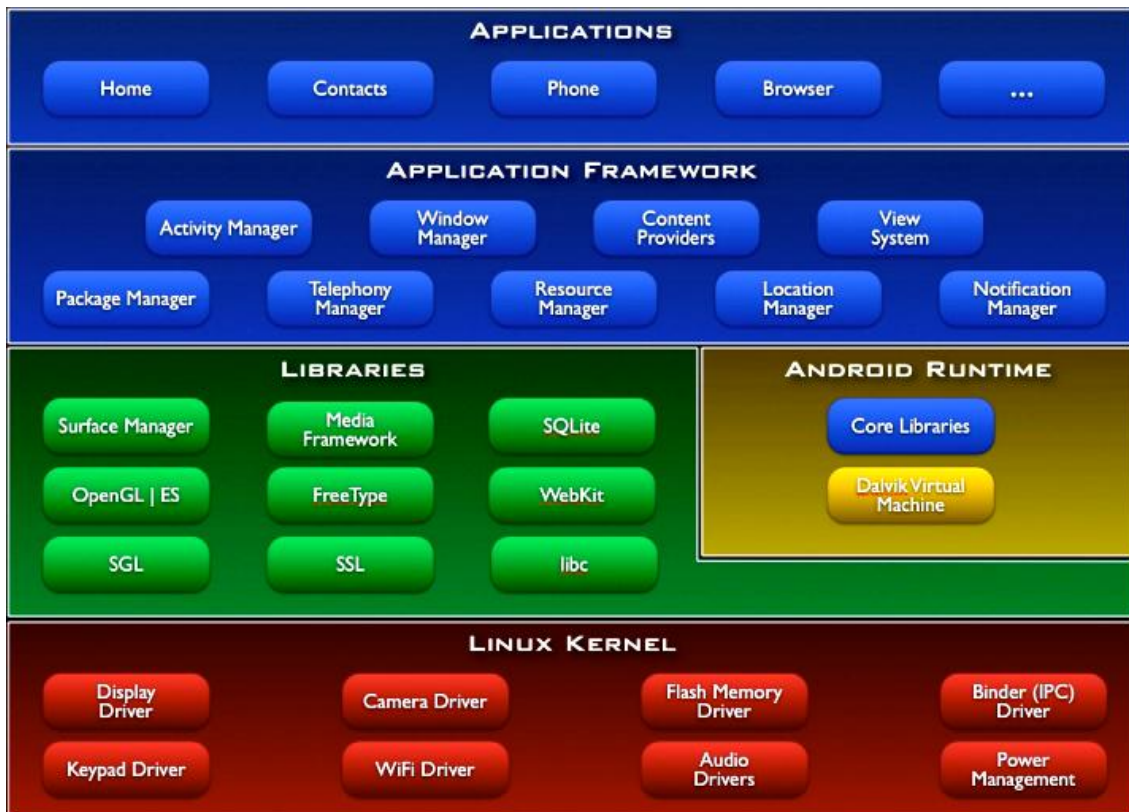 APPLICATIONS
Home
Contacts
Phone
Browser
...
APPLICATION FRAMEWORK
Activity Manager
Window
Manager
Content
Providers
View
System
Package Manager
Telephony
Manager
Resource
Manager
Location
Manager
Notification
Manager
LIBRARIES
Surface Manager
Media
Framework
SQLite
OpenGL | ES
FreeType
WebKit
SGL
SSL
libc
ANDROID RUNTIME
Core Libraries
Dalvik Virtual
Machine
LINUX KERNEL
Display
Driver
Camera Driver
Flash Memory
Driver
Binder (IPC)
Driver
Keypad Driver
WiFi Driver
Audio
Drivers
Power
Management